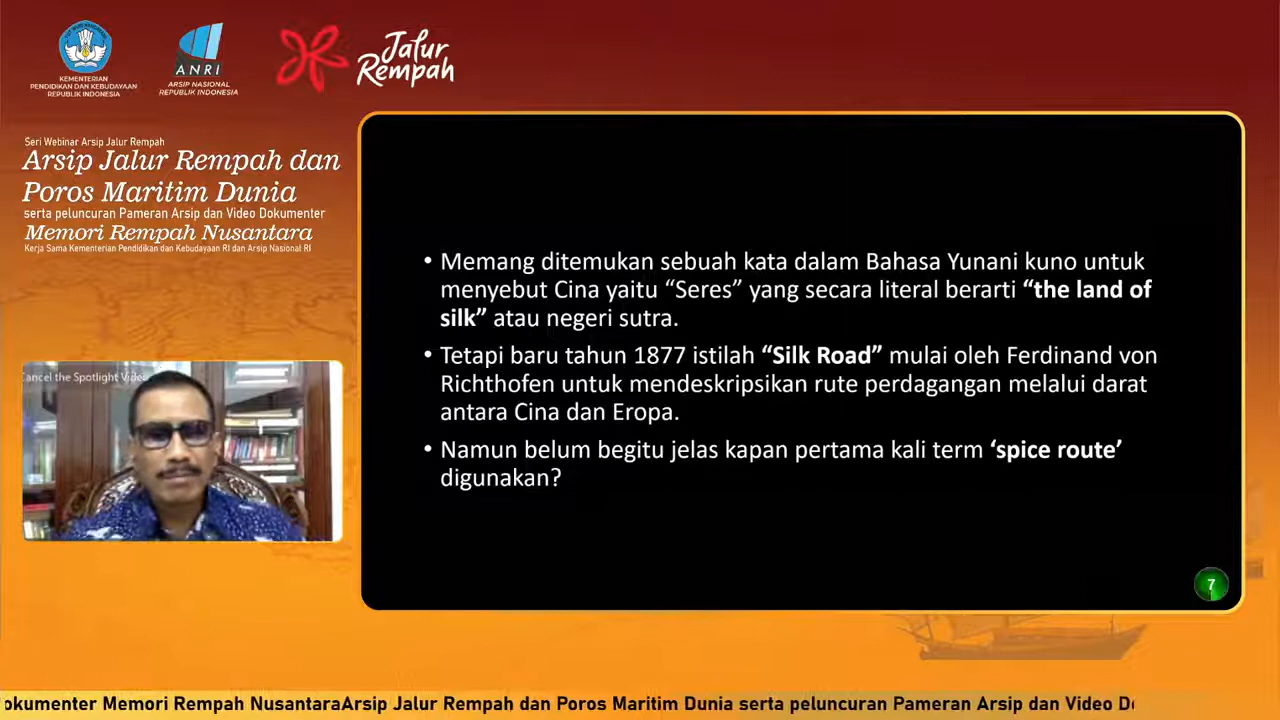 KEMENTERIAN
PENDIDIKAN DAN KEBUDAYAAN
REPUBLIK INDONESIA
ANRI
ARSIP NASIONAL
REPUBLIK INDONESIA
Jalur
Rempah
Seri Webinar Arsip Jalur Rempah
Arsip Jalur Rempah dan
Poros Maritim Dunia
serta peluncuran Pameran Arsip dan Video Dokumenter
Memori Rempah Nusantara
Kerja Sama Kementerian Pendidikan dan Kebudayaan RI dan Arsip Nasional RI
ancel the Spotlight Video
• Memang ditemukan sebuah kata dalam Bahasa Yunani kuno untuk
menyebut Cina yaitu “Seres” yang secara literal berarti “the land of
silk” atau negeri sutra.
• Tetapi baru tahun 1877 istilah “Silk Road” mulai oleh Ferdinand von
Richthofen untuk mendeskripsikan rute perdagangan melalui darat
antara Cina dan Eropa.
• Namun belum begitu jelas kapan pertama kali term ‘spice route’
digunakan?
7
okumenter Memori Rempah NusantaraArsip Jalur Rempah dan Poros Maritim Dunia serta peluncuran Pameran Arsip dan Video D